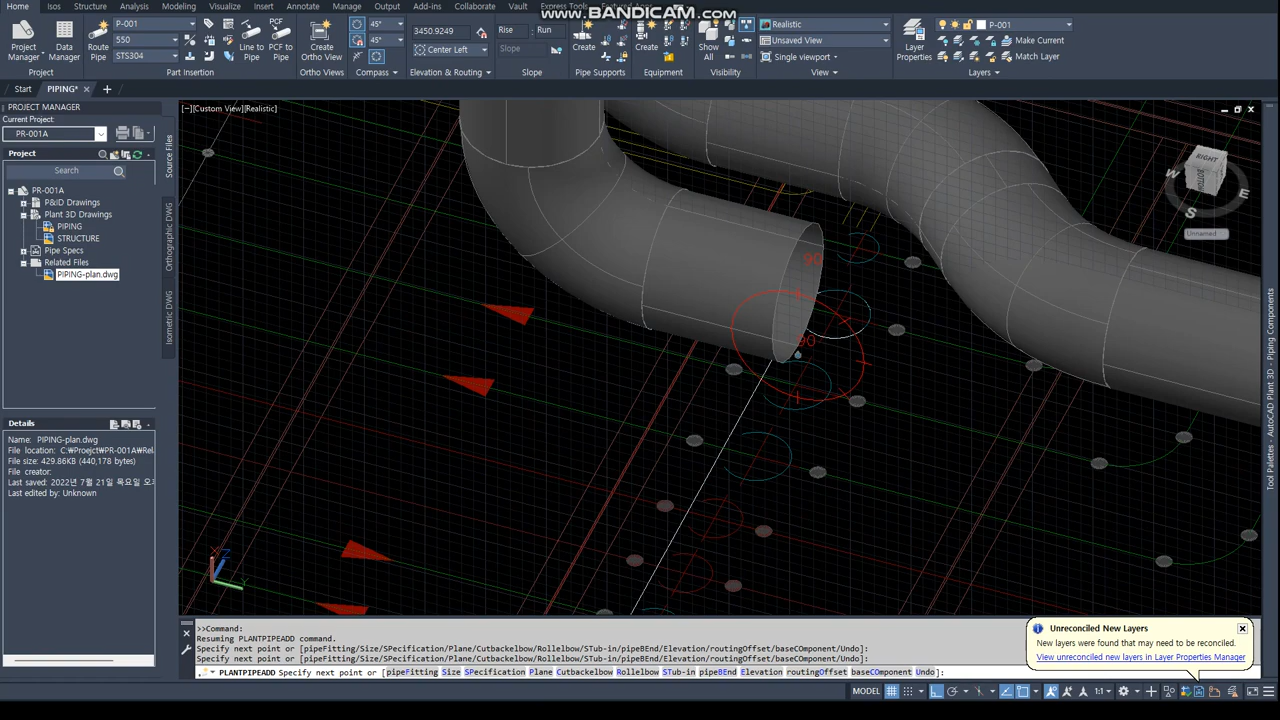 www.BANDICAM.com
Home
Isos
Structure
Analysis
Modeling
Visualize
Insert
Annotate
Manage
Output
Add-ins
Collaborate
Vault
Express Tools
Project Manager
Data Manager
Project
Route Pipe
P-001
550
STS304
Line to Pipe
PCF to Pipe
Part Insertion
Create Ortho View
Ortho Views
45°
45°
Compass
3450.9249
Center Left
Elevation & Routing
Rise
Run
Slope
Slope
Create
Pipe Supports
Create
Equipment
Show All
Visibility
Realistic
Unsaved View
Single viewport
View
Layer Properties
P-001
Make Current
Match Layer
Layers
Start
PIPING*
PROJECT MANAGER
Current Project:
PR-001A
Project
Search
PR-001A
P&ID Drawings
Plant 3D Drawings
PIPING
STRUCTURE
Pipe Specs
Related Files
PIPING-plan.dwg
Source Files
Orthographic DWG
Isometric DWG
Details
Name: PIPING-plan.dwg
File size: 429.86KB (440,178 bytes)
File creator:
Last edited by: Unknown
[−][Custom View][Realistic]
RIGHT
BOTTOM
W
S
E
Unnamed
90
90
X
Z
Y
Tool Palettes - AutoCAD Plant 3D - Piping Components
>>Command:
Resuming PLANTPIPEADD command.
Specify next point or [pipeFitting/Size/SPecification/Plane/Cutbackelbow/Rollelbow/STub-in/pipeBEnd/Elevation/routingOffset/baseCOmponent/Undo]:
Specify next point or [pipeFitting/Size/SPecification/Plane/Cutbackelbow/Rollelbow/STub-in/pipeBEnd/Elevation/routingOffset/baseCOmponent/Undo]:
PLANTPIPEADD Specify next point or [pipeFitting Size SPecification Plane Cutbackelbow Rollelbow STub-in pipeBEnd Elevation routingOffset baseCOmponent Undo]:
Unreconciled New Layers
New layers were found that may need to be reconciled.
View unreconciled new layers in Layer Properties Manager
MODEL
1:1